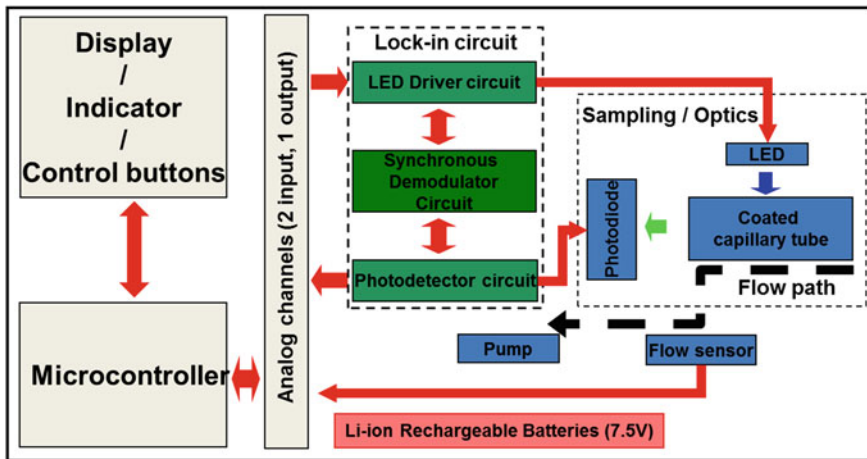 Display
/
Indicator
/
Control buttons
Microcontroller
Analog channels (2 input, 1 output)
Lock-in circuit
LED Driver circuit
Synchronous
Demodulator
Circuit
Photodetector circuit
Sampling / Optics
LED
Photodiode
Coated
capillary tube
Flow path
Pump
Flow sensor
Li-ion Rechargeable Batteries (7.5V)